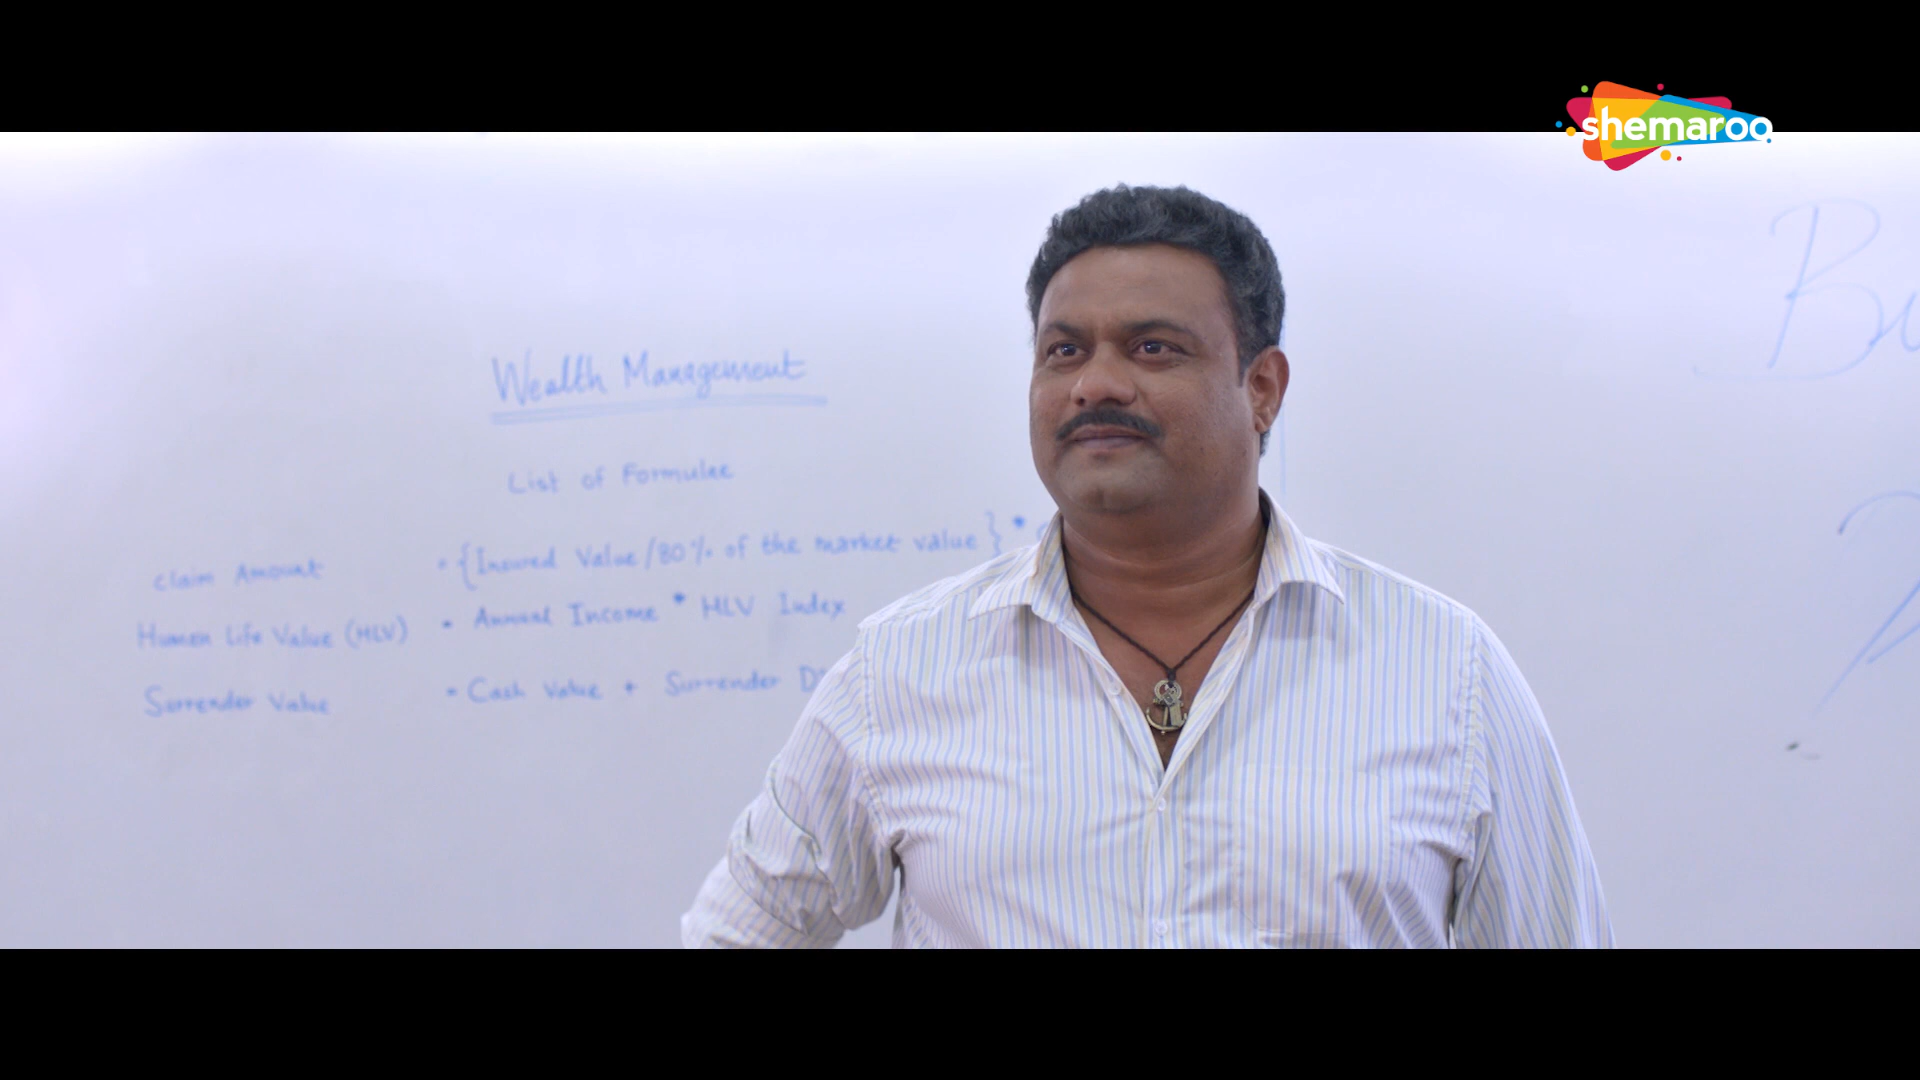 shemaroo
Wealth Management
List of Formulae
Claim Amount = {Insured Value/80% of the market value} *
Human Life Value (HLV) = Annual Income * HLV Index
Surrender Value = Cash Value + Surrender